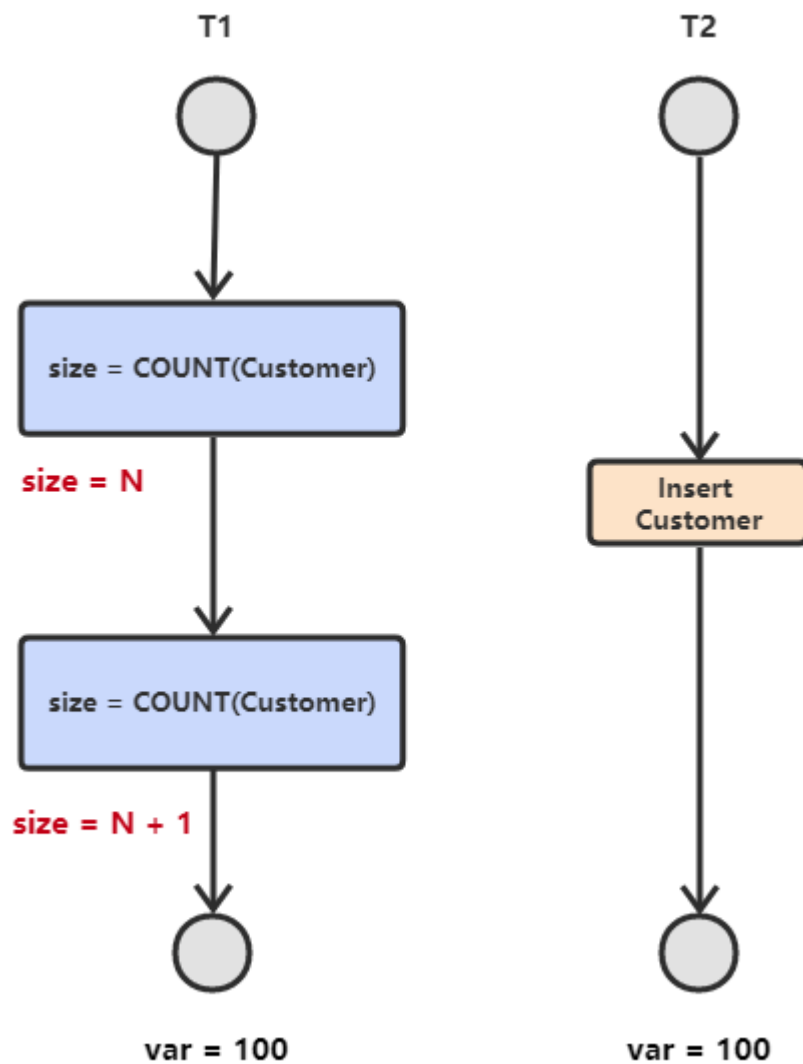 T1
T2
size = COUNT(Customer)
size = N
Insert
Customer
size = COUNT(Customer)
size = N + 1
var = 100
var = 100